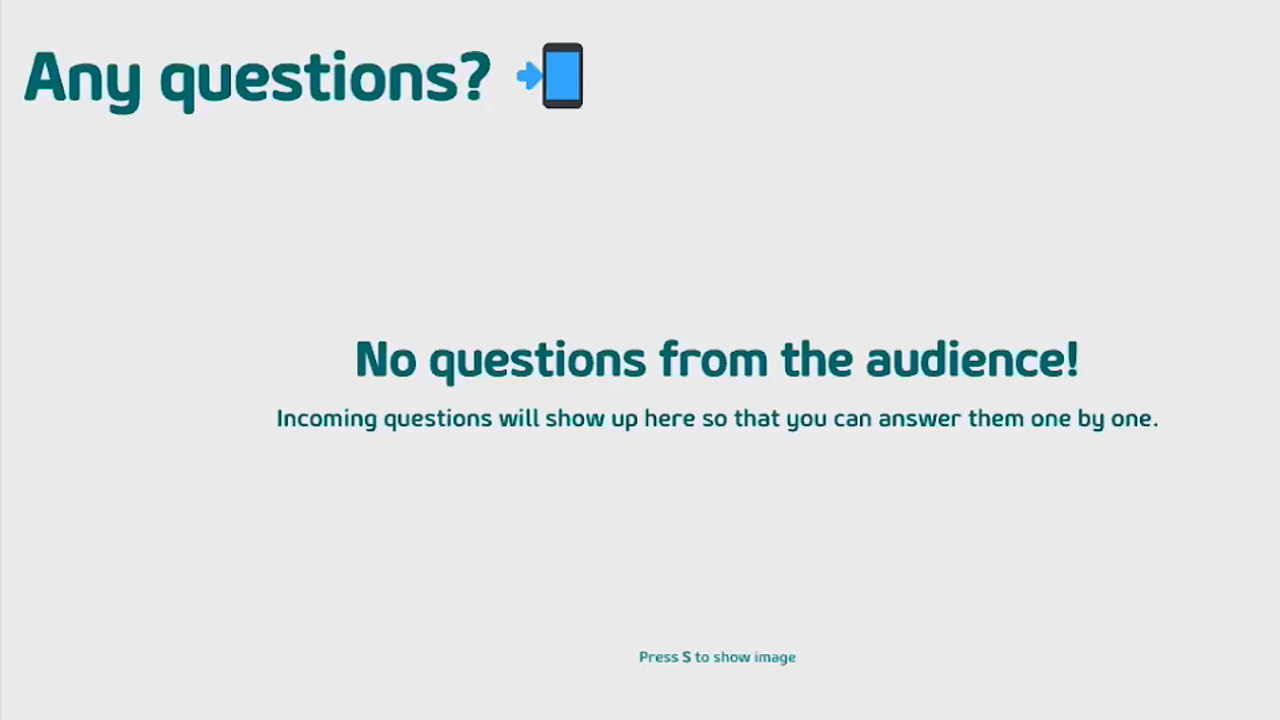 Any questions? 📲
No questions from the audience!
Incoming questions will show up here so that you can answer them one by one.
Press S to show image